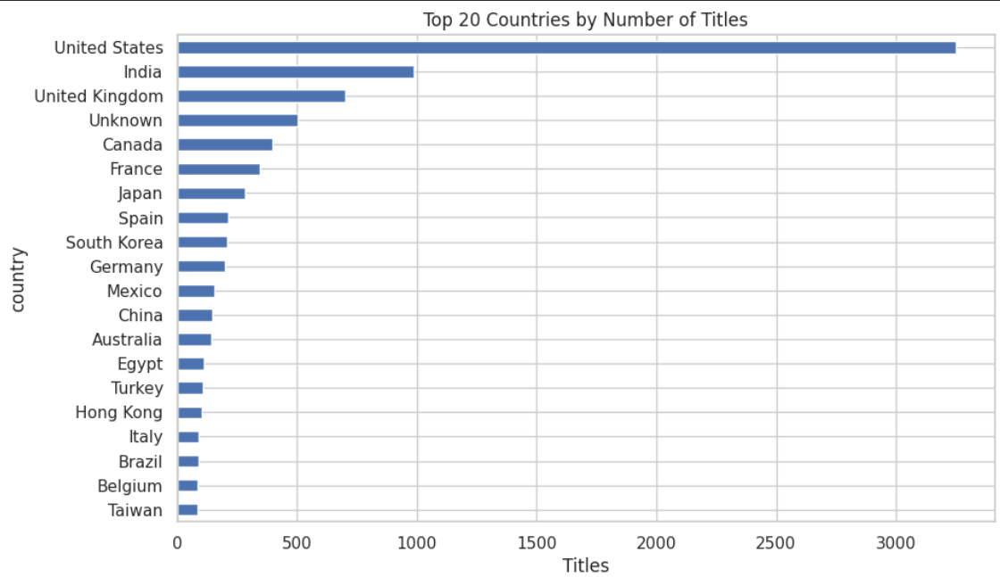 Top 20 Countries by Number of Titles
United States
India
United Kingdom
Unknown
Canada
France
Japan
Spain
South Korea
Germany
Mexico
China
Australia
Egypt
Turkey
Hong Kong
Italy
Brazil
Belgium
Taiwan
country
0 500 1000 1500 2000 2500 3000
Titles